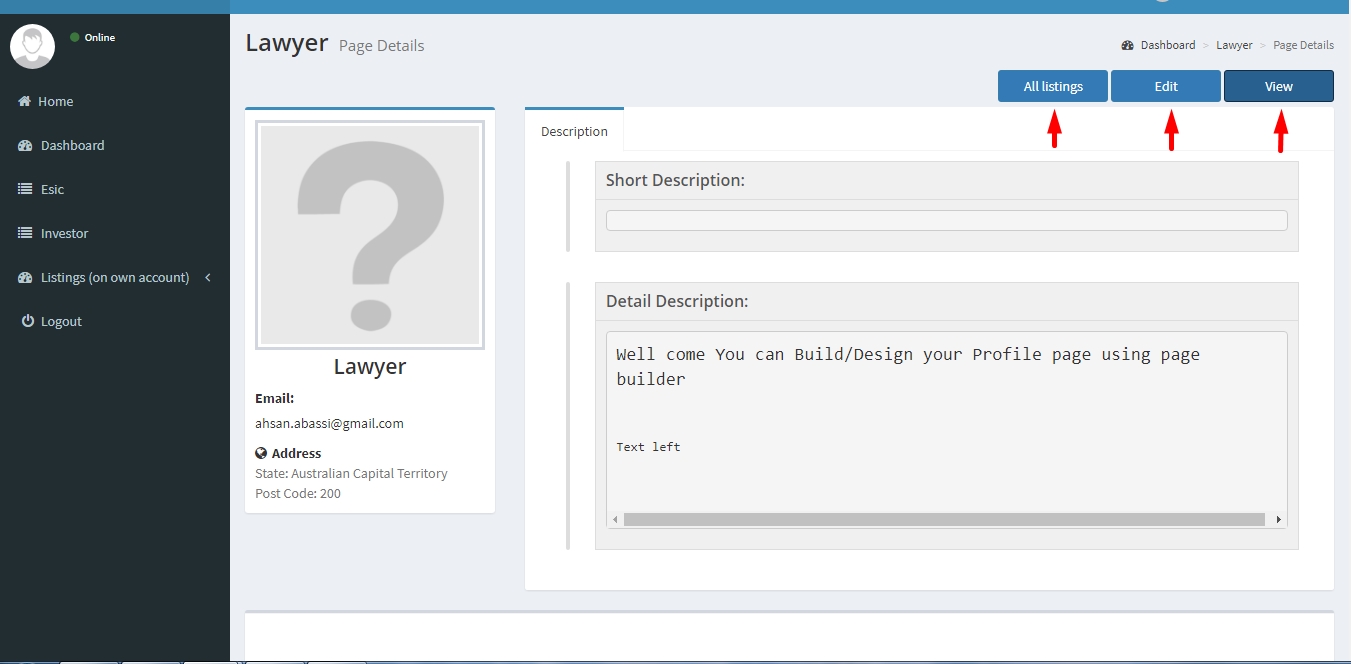 Online
Home
Dashboard
Esic
Investor
Listings (on own account)
Logout
Lawyer Page Details
Dashboard > Lawyer > Page Details
All listings Edit View
Lawyer
Email:
ahsan.abassi@gmail.com
Address
State: Australian Capital Territory
Post Code: 200
Description
Short Description:
Detail Description:
Well come You can Build/Design your Profile page using page
builder
Text left